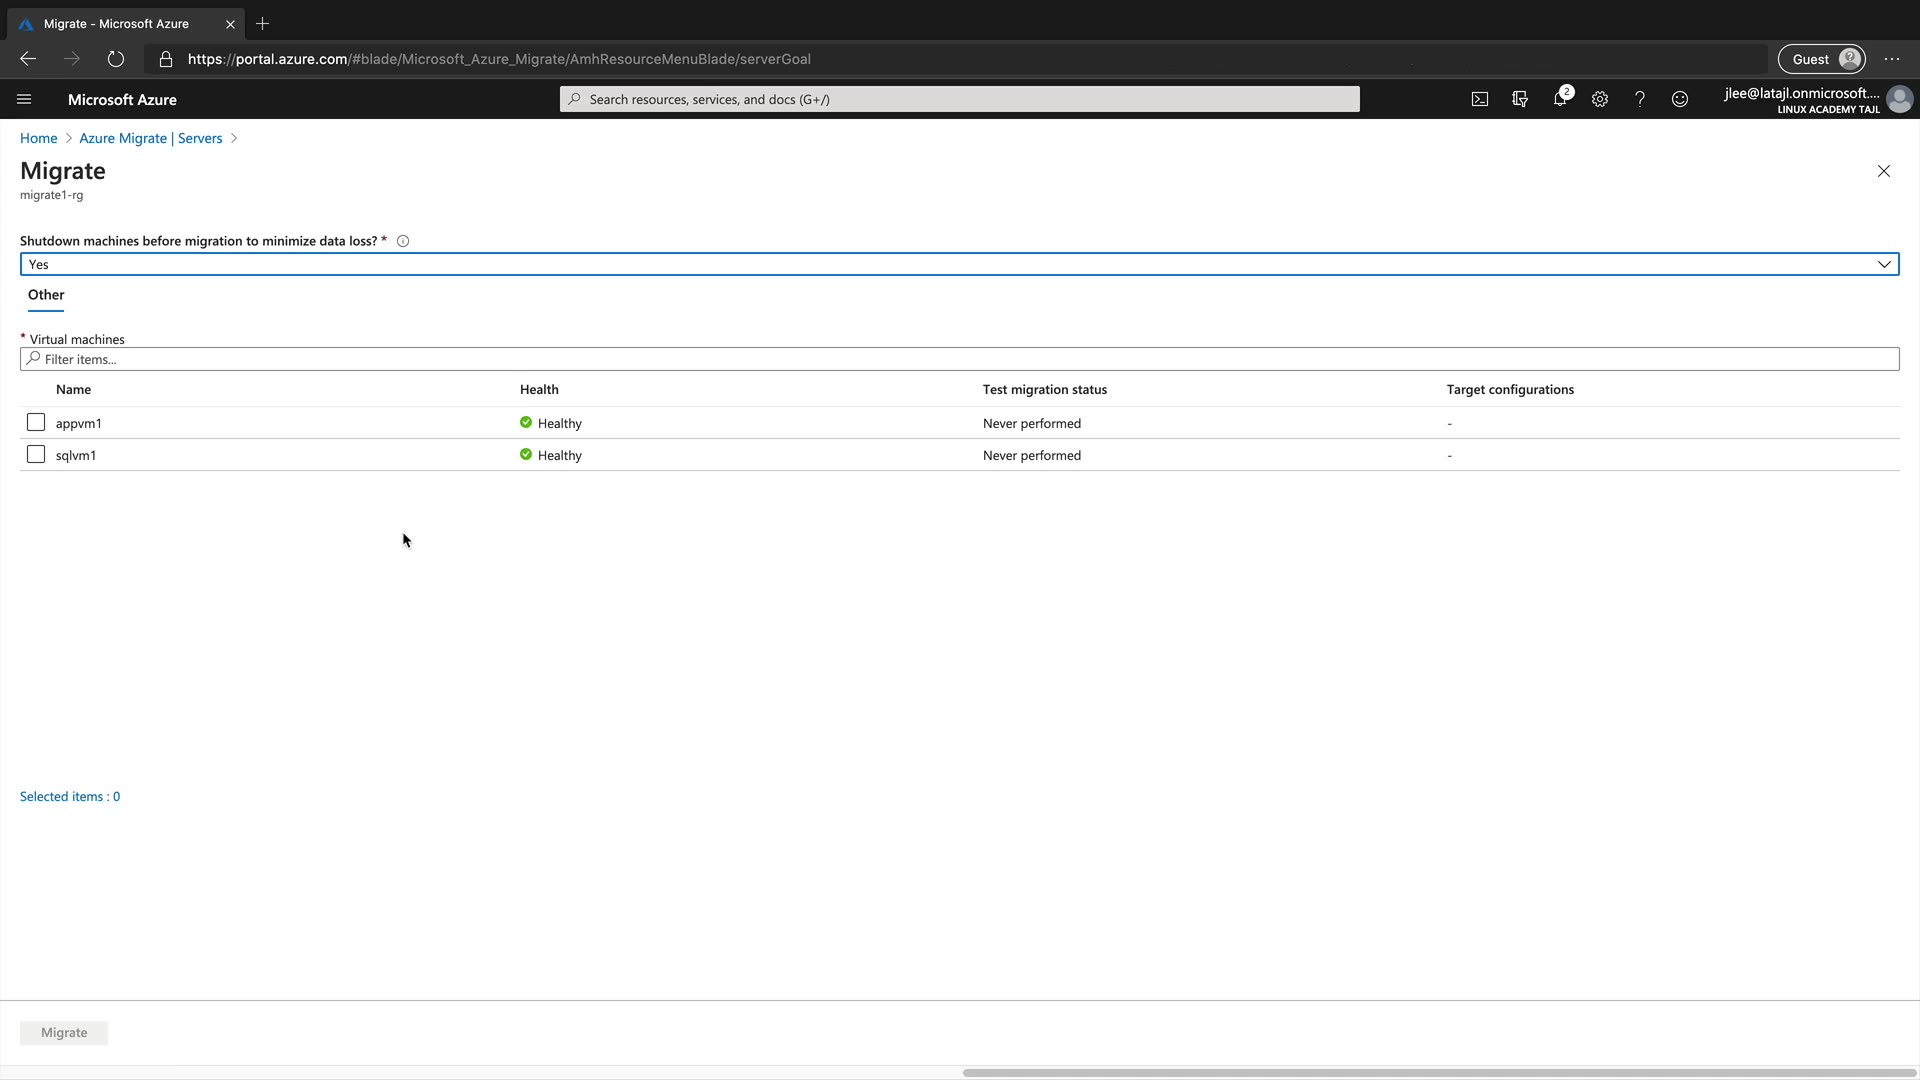 Migrate - Microsoft Azure
https://portal.azure.com/#blade/Microsoft_Azure_Migrate/AmhResourceMenuBlade/serverGoal
Guest
Microsoft Azure
Search resources, services, and docs (G+/)
2
jlee@latajl.onmicrosoft....
LINUX ACADEMY TAJL
Home > Azure Migrate | Servers >
Migrate
migrate1-rg
Shutdown machines before migration to minimize data loss? *
Yes
Other
* Virtual machines
Filter items...
Name Health Test migration status Target configurations
appvm1 Healthy Never performed -
sqlvm1 Healthy Never performed -
Selected items : 0
Migrate